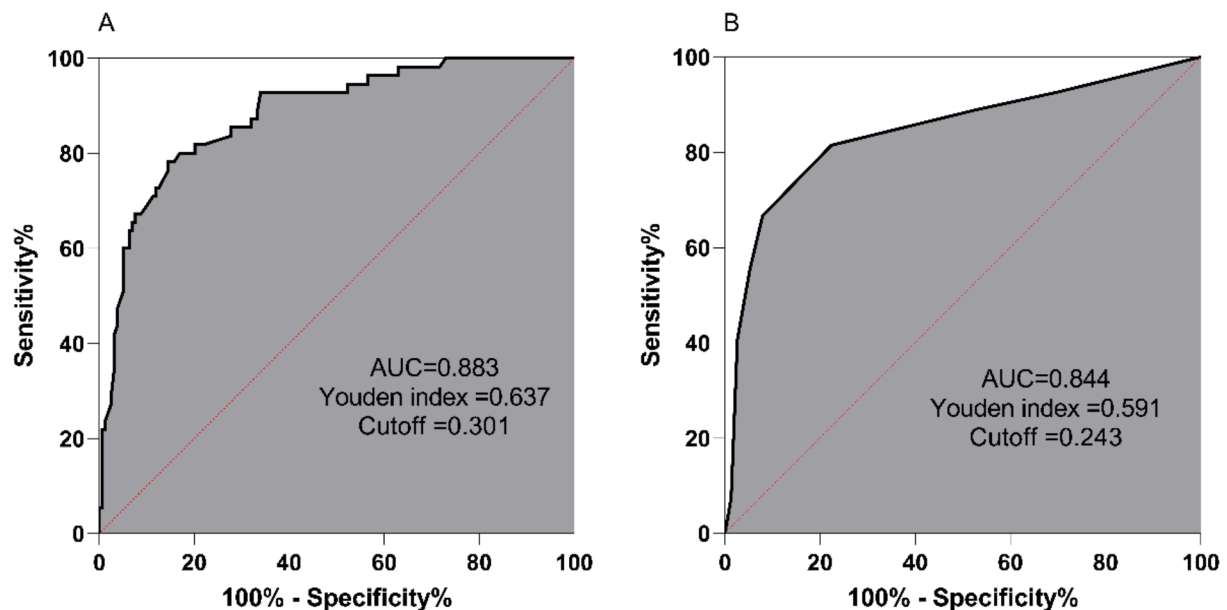 A
100
80
60
40
20
0
Sensitivity%
AUC=0.883
Youden index =0.637
Cutoff =0.301
0 20 40 60 80 100
100% - Specificity%
B
100
80
60
40
20
0
Sensitivity%
AUC=0.844
Youden index =0.591
Cutoff =0.243
0 20 40 60 80 100
100% - Specificity%